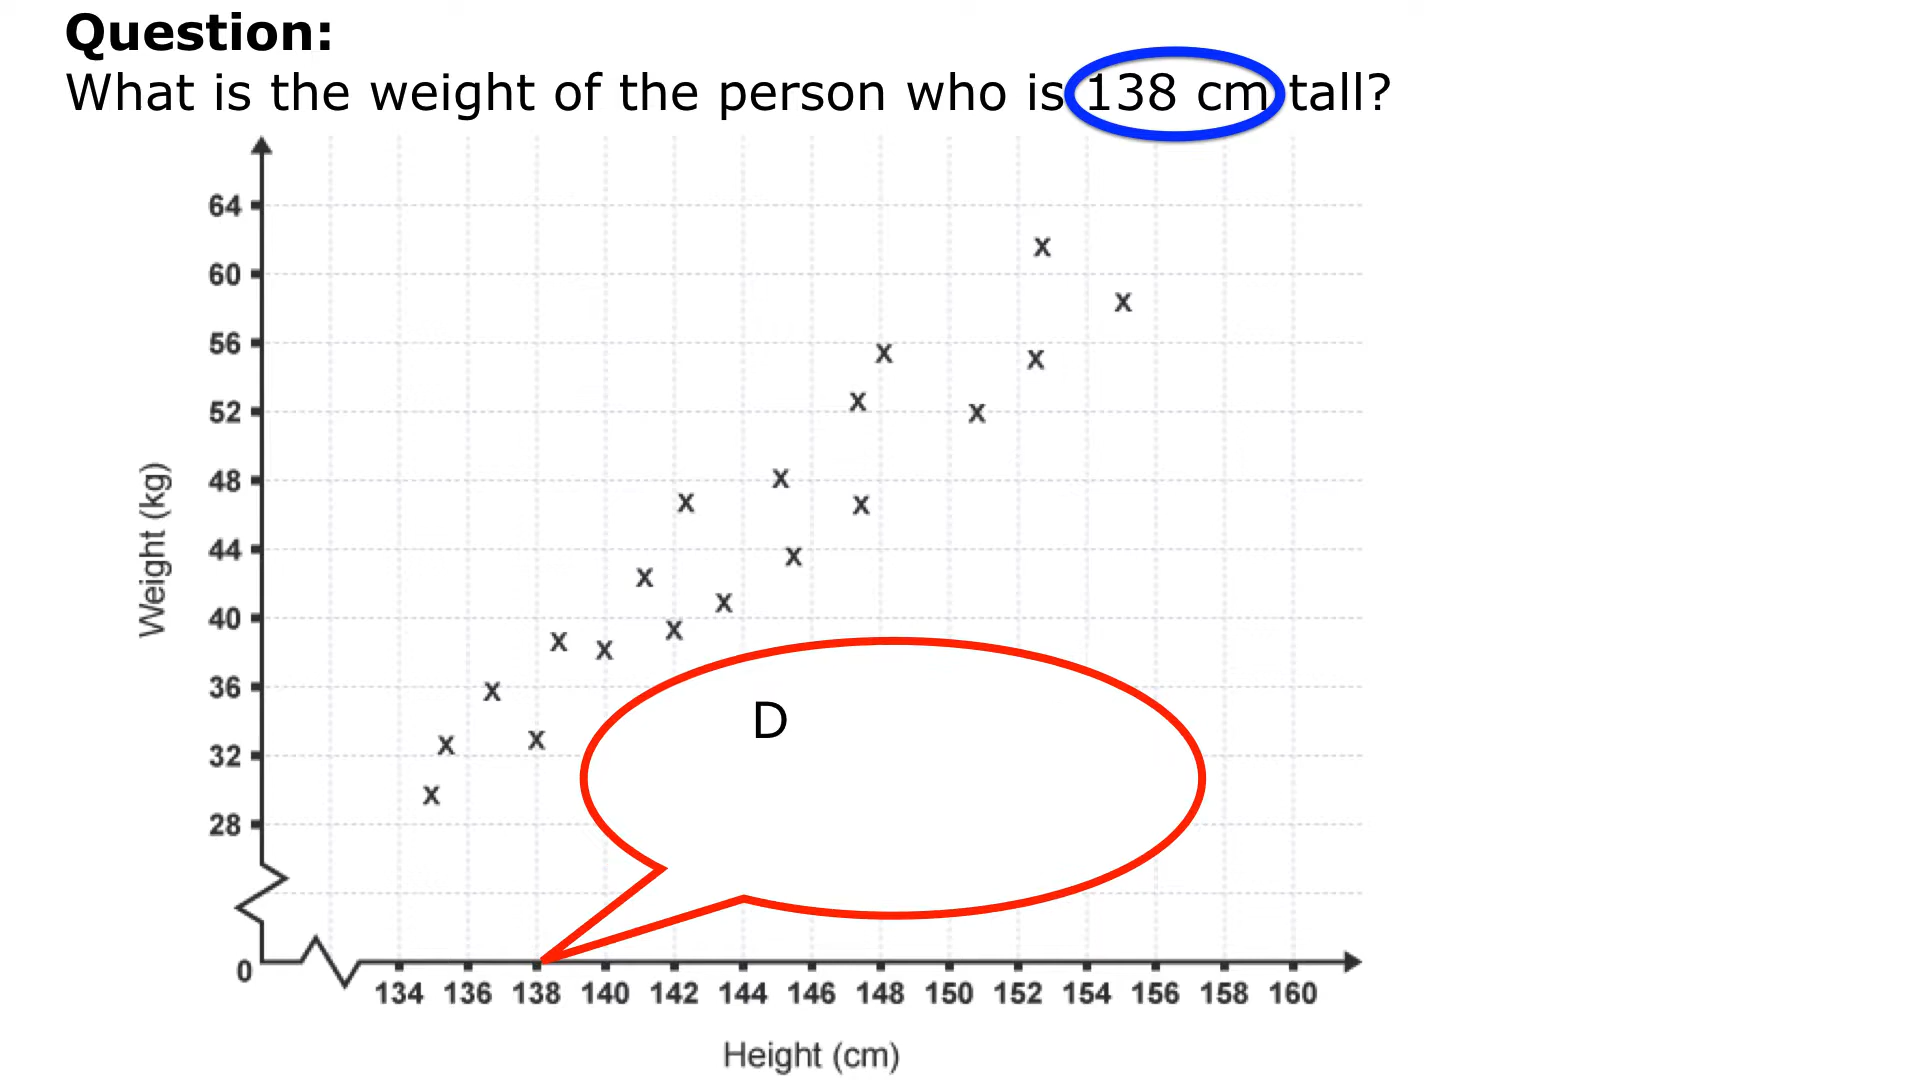 Question:
What is the weight of the person who is 138 cm tall?
64
60
56
52
48
44
40
36
32
28
0
Weight (kg)
D
134 136 138 140 142 144 146 148 150 152 154 156 158 160
Height (cm)